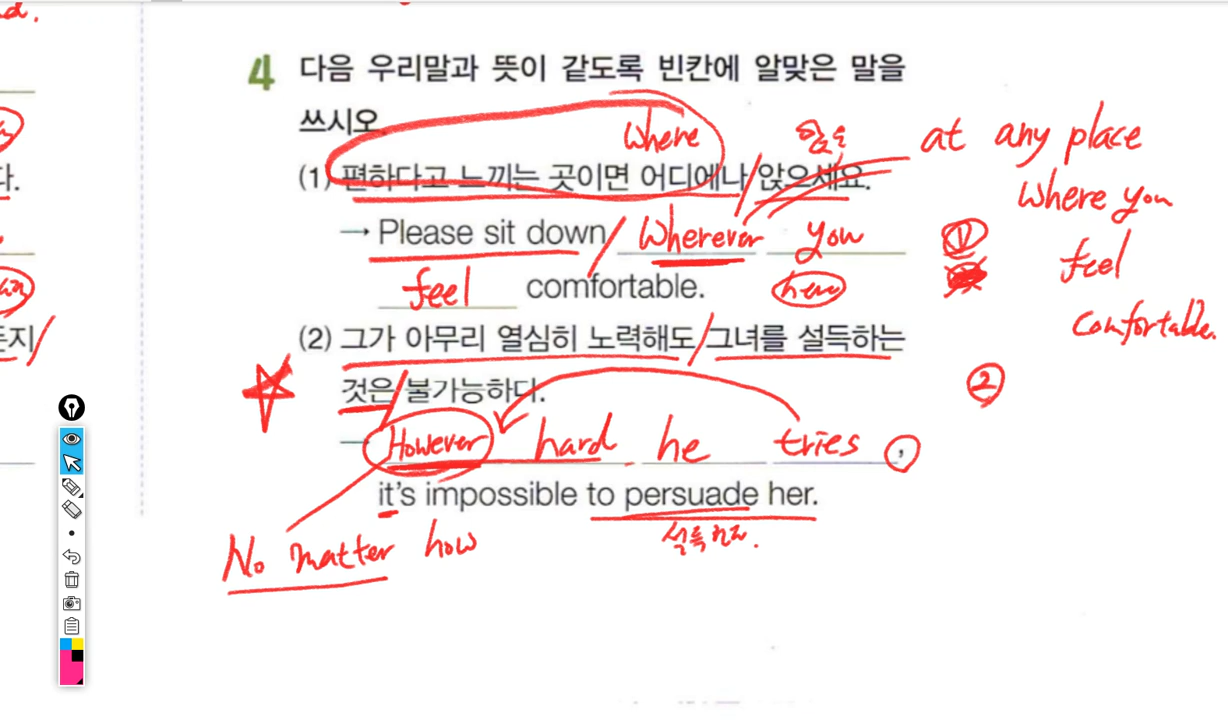 4 다음 우리말과 뜻이 같도록 빈칸에 알맞은 말을
쓰시오.
where
at any place
(1) 편하다고 느끼는 곳이면 어디에나 / 앉으세요.
where you
→ Please sit down / Wherever you ①
feel
feel comfortable.
comfortable.
(2) 그가 아무리 열심히 노력해도 / 그녀를 설득하는
것은 / 불가능하다.
②
→ However hard he tries ,
it's impossible to persuade her.
No matter how